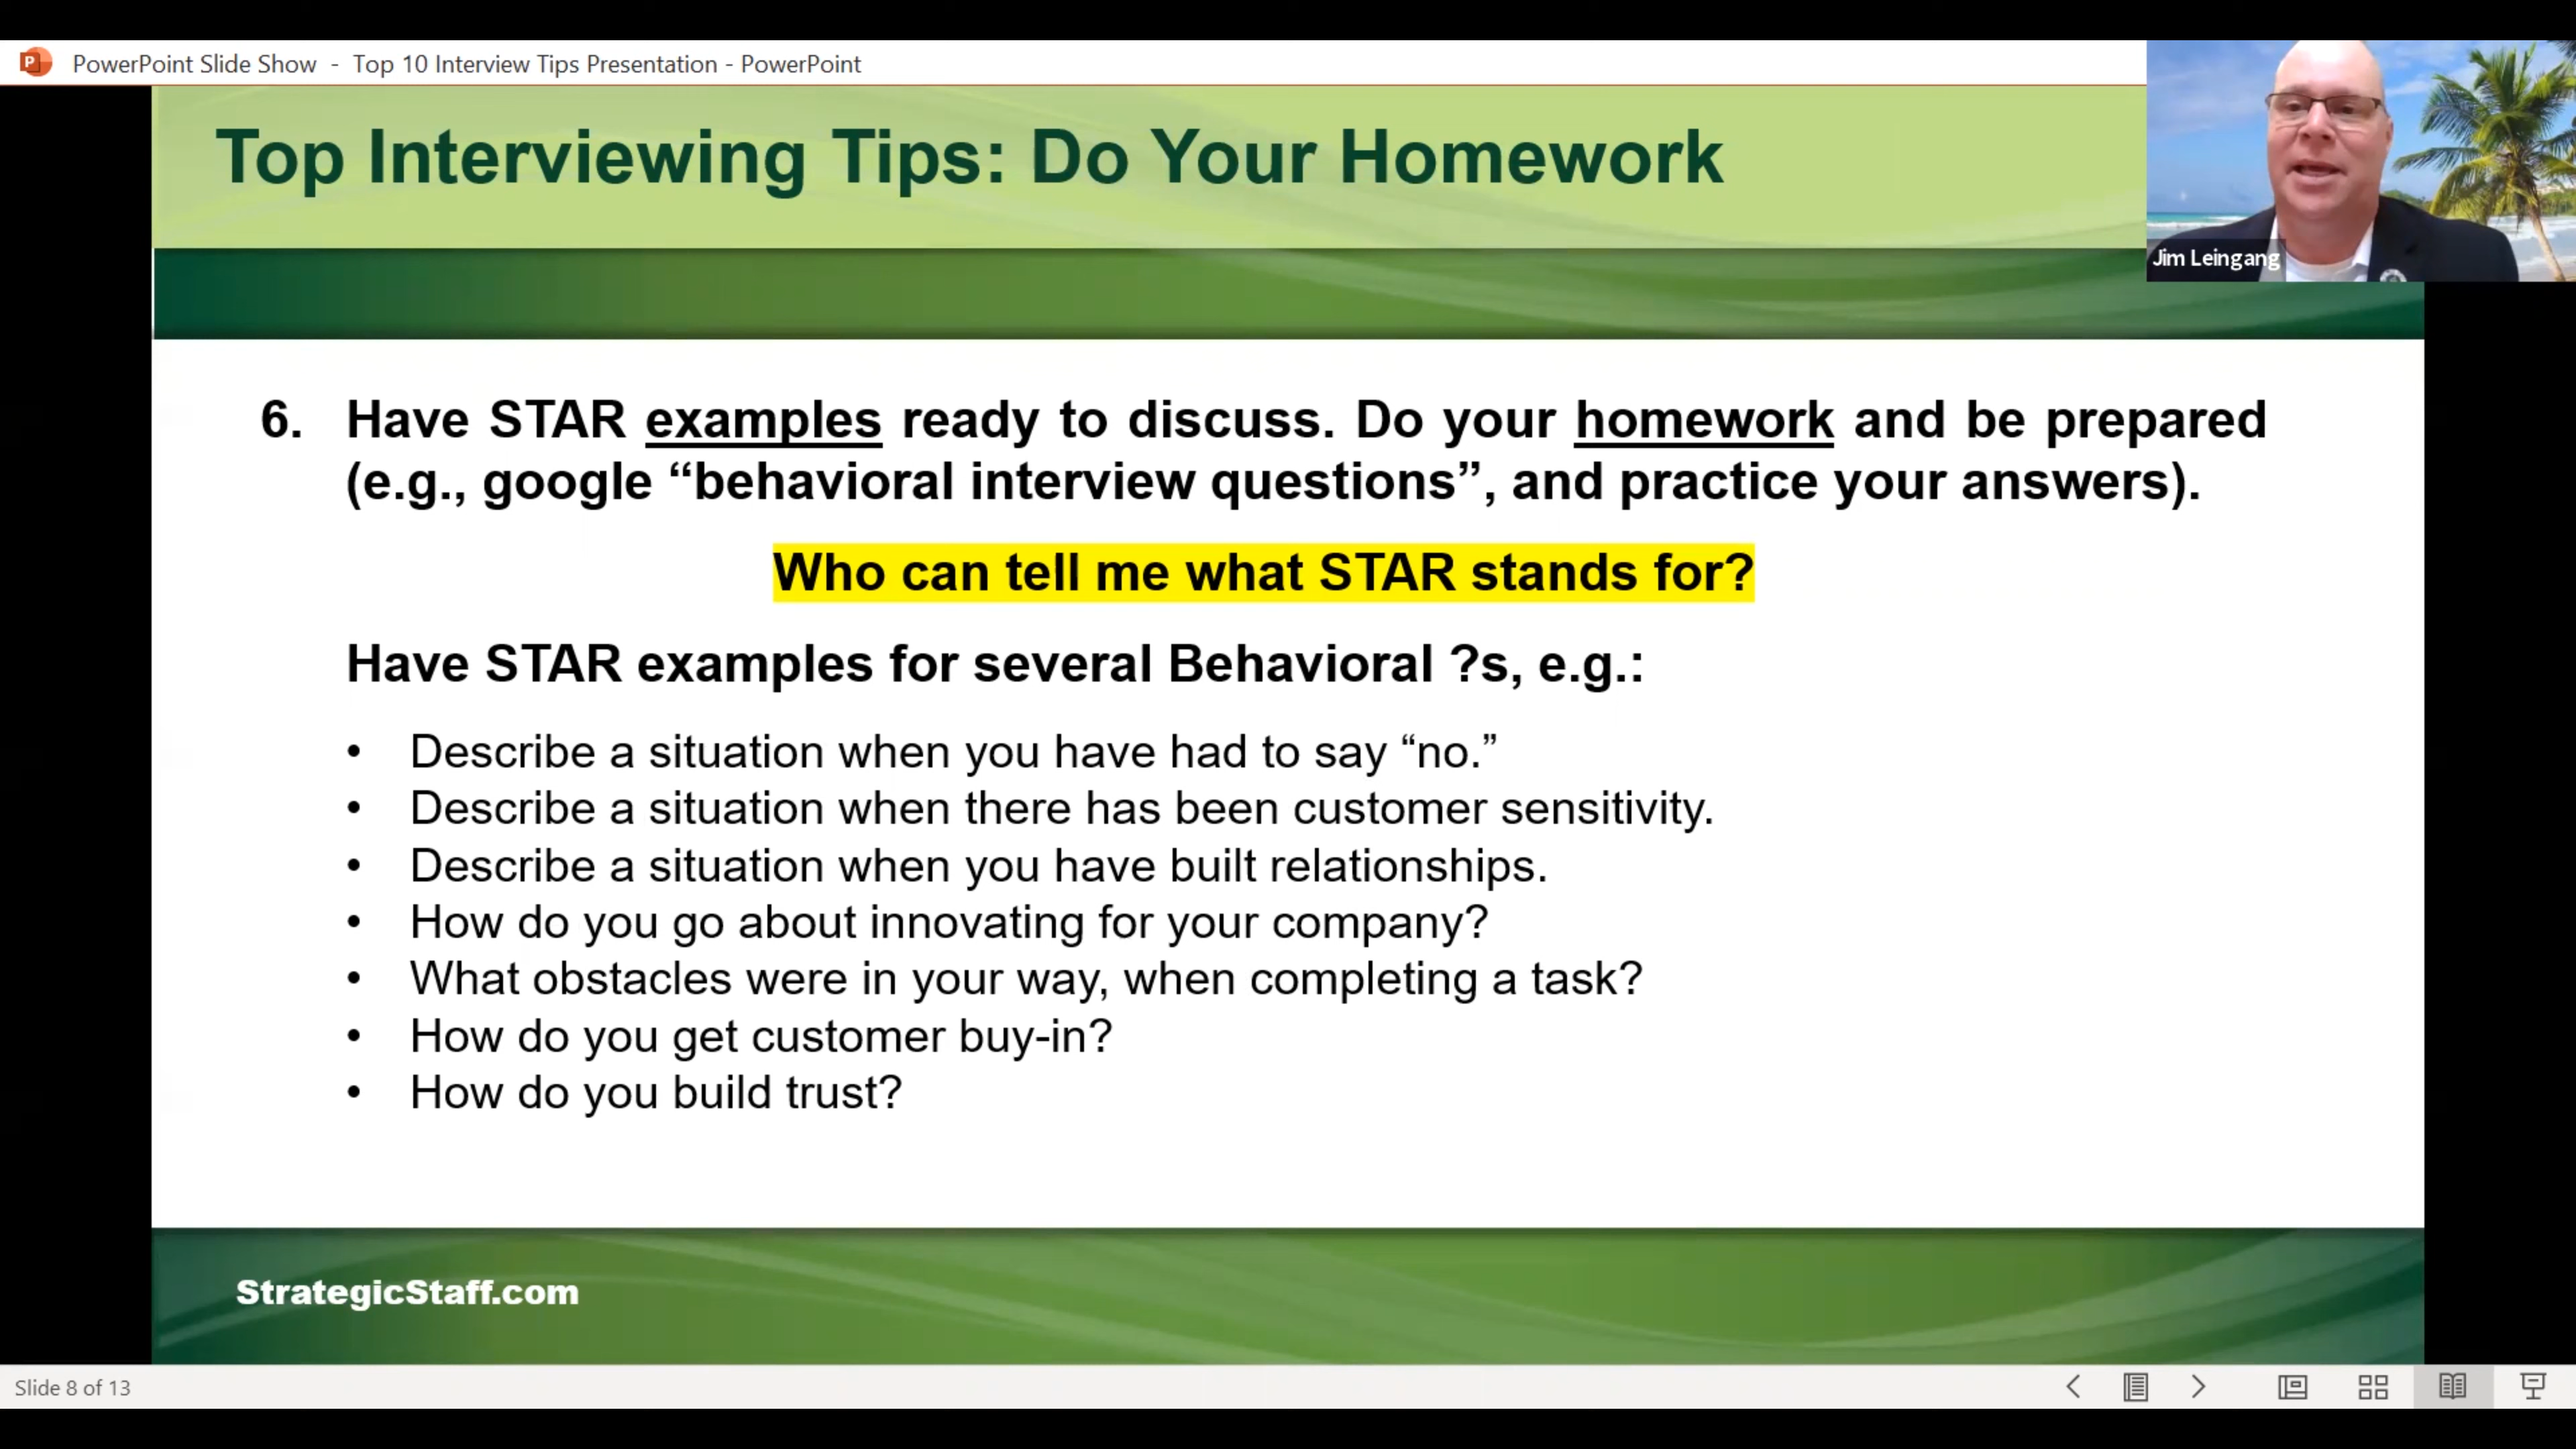 PowerPoint Slide Show - Top 10 Interview Tips Presentation - PowerPoint
Top Interviewing Tips: Do Your Homework
Jim Leingang
6. Have STAR examples ready to discuss. Do your homework and be prepared
(e.g., google “behavioral interview questions”, and practice your answers).
Who can tell me what STAR stands for?
Have STAR examples for several Behavioral ?s, e.g.:
• Describe a situation when you have had to say “no.”
• Describe a situation when there has been customer sensitivity.
• Describe a situation when you have built relationships.
• How do you go about innovating for your company?
• What obstacles were in your way, when completing a task?
• How do you get customer buy-in?
• How do you build trust?
StrategicStaff.com
Slide 8 of 13